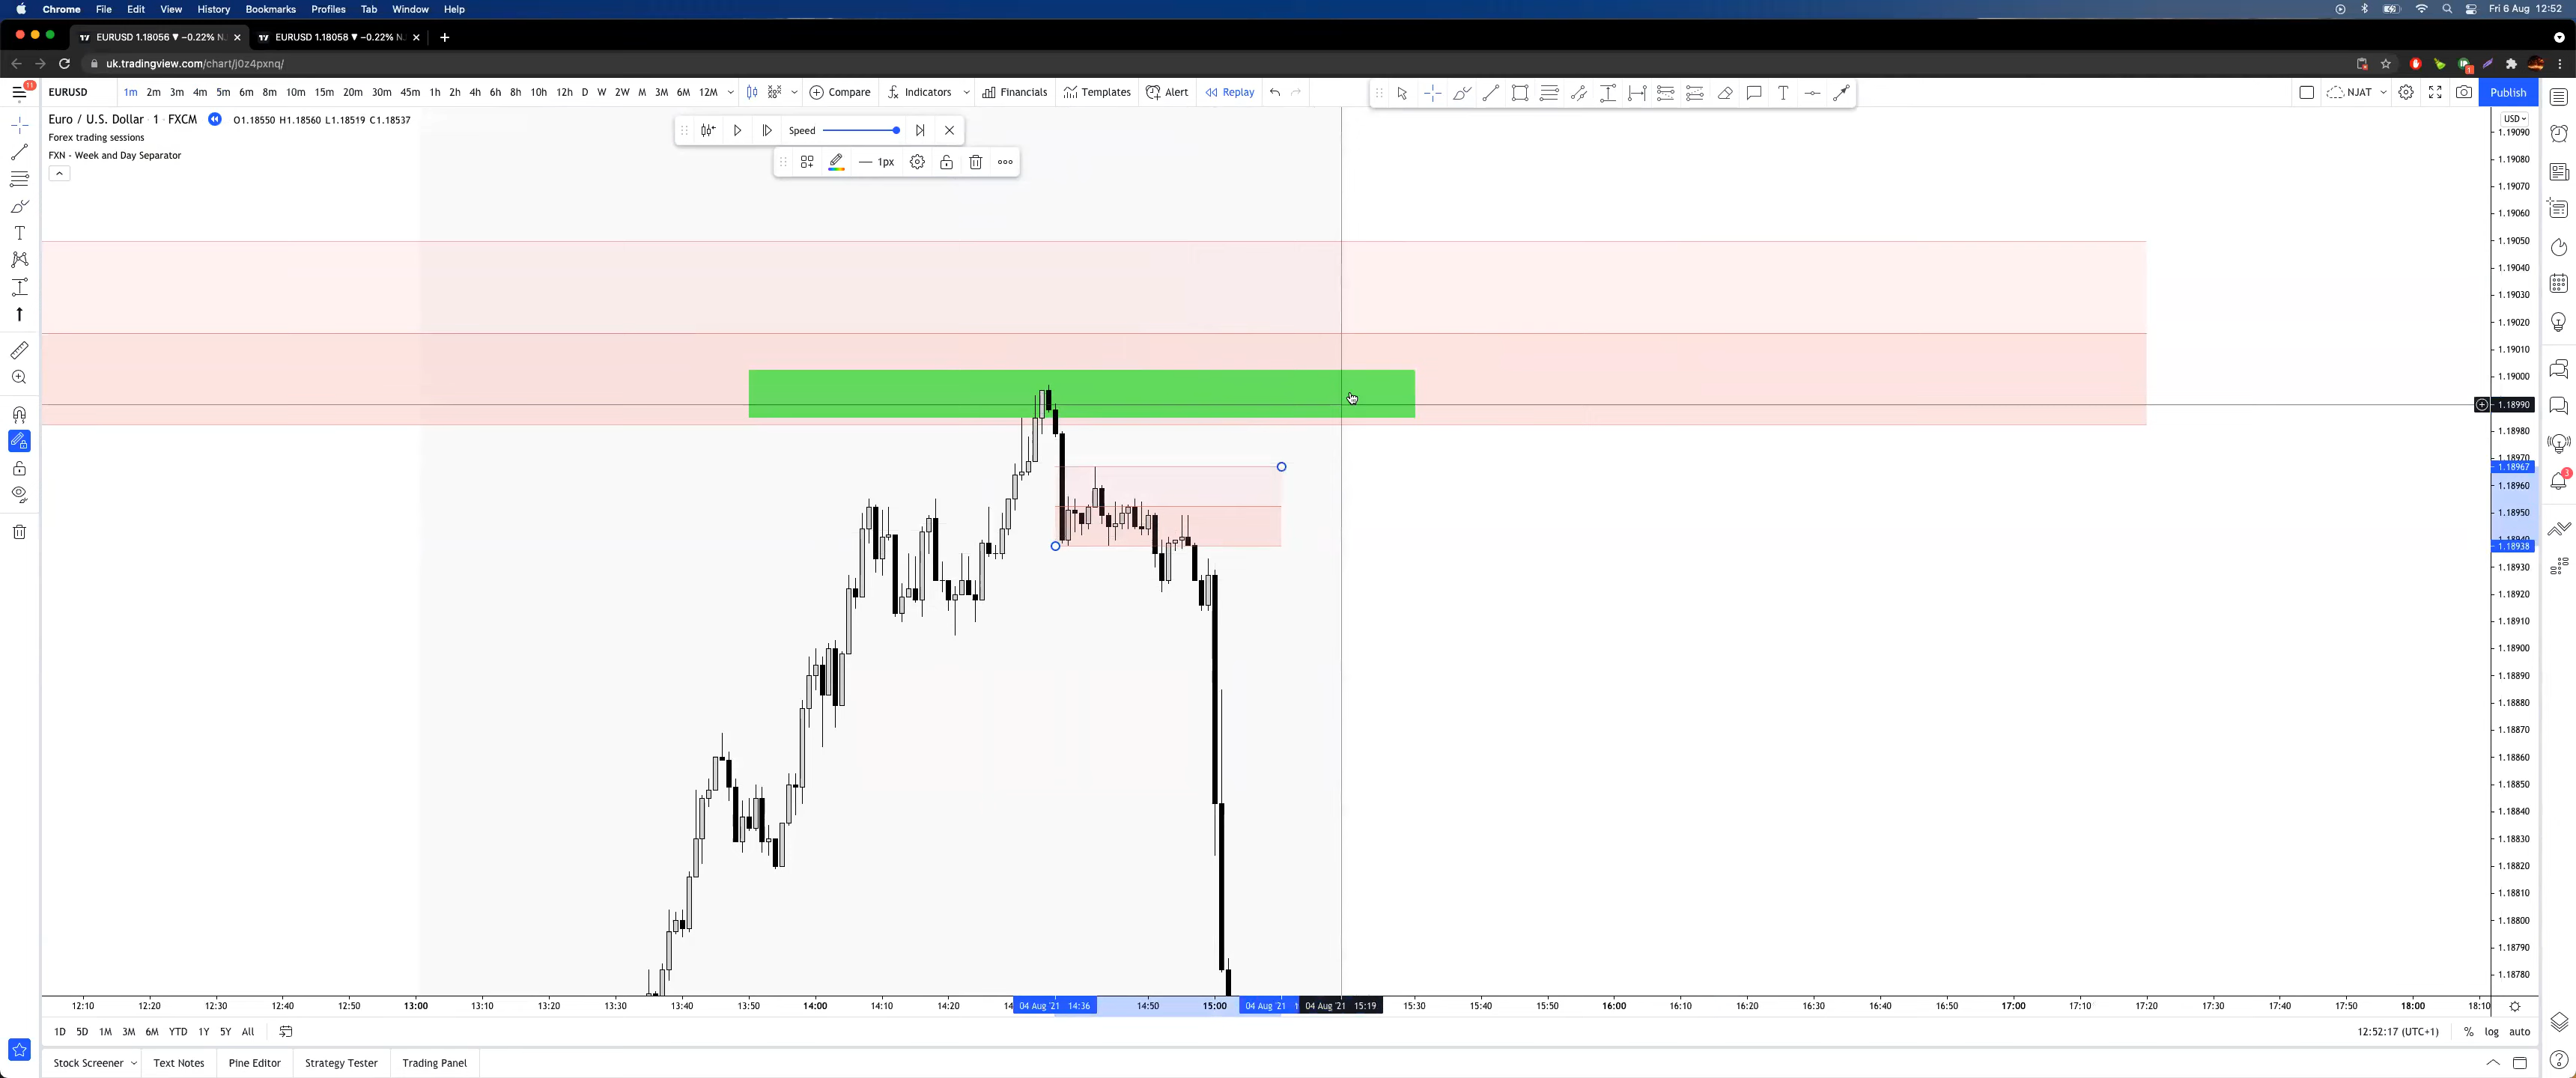 Chrome File Edit View History Bookmarks Profiles Tab Window Help Fri 6 Aug 12:52
EURUSD 1.18056 ▼ −0.22% N. EURUSD 1.18058 ▼ −0.22% N.
uk.tradingview.com/chart/j0z4pxnq/
11 EURUSD 1m 2m 3m 4m 5m 6m 8m 10m 15m 20m 30m 45m 1h 2h 4h 6h 8h 10h 12h D W 2W M 3M 6M 12M Compare Indicators Financials Templates Alert Replay NJAT Publish
Euro / U.S. Dollar · 1 · FXCM O1.18550 H1.18560 L1.18519 C1.18537
Forex trading sessions
FXN - Week and Day Separator
Speed
1px
USD
1.19090
1.19080
1.19070
1.19060
1.19050
1.19040
1.19030
1.19020
1.19010
1.19000
1.18990
1.18980
1.18970
1.18967
1.18960
1.18950
1.18940
1.18938
1.18930
1.18920
1.18910
1.18900
1.18890
1.18880
1.18870
1.18860
1.18850
1.18840
1.18830
1.18820
1.18810
1.18800
1.18790
1.18780
3
12:10 12:20 12:30 12:40 12:50 13:00 13:10 13:20 13:30 13:40 13:50 14:00 14:10 14:20 04 Aug '21 14:36 14:50 15:00 04 Aug '21 04 Aug '21 15:19 15:30 15:40 15:50 16:00 16:10 16:20 16:30 16:40 16:50 17:00 17:10 17:20 17:30 17:40 17:50 18:00 18:10
1D 5D 1M 3M 6M YTD 1Y 5Y All 12:52:17 (UTC+1) % log auto
Stock Screener Text Notes Pine Editor Strategy Tester Trading Panel